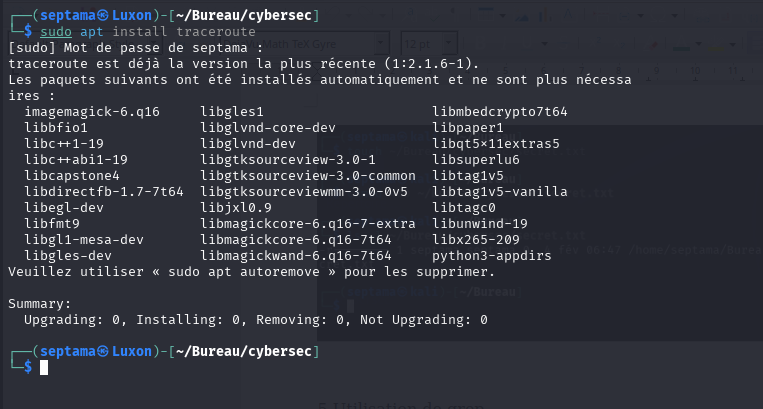 ┌──(septama㉿Luxon)-[~/Bureau/cybersec]
└─$ sudo apt install traceroute
[sudo] Mot de passe de septama :
traceroute est déjà la version la plus récente (1:2.1.6-1).
Les paquets suivants ont été installés automatiquement et ne sont plus nécessa
ires :
imagemagick-6.q16 libgles1 libmbedcrypto7t64
libbfio1 libglvnd-core-dev libpaper1
libc++1-19 libglvnd-dev libqt5x11extras5
libc++abi1-19 libgtksourceview-3.0-1 libsuperlu6
libcapstone4 libgtksourceview-3.0-common libtag1v5
libdirectfb-1.7-7t64 libgtksourceviewmm-3.0-0v5 libtag1v5-vanilla
libegl-dev libjxl0.9 libtagc0
libfmt9 libmagickcore-6.q16-7-extra libunwind-19
libgl1-mesa-dev libmagickcore-6.q16-7t64 libx265-209
libgles-dev libmagickwand-6.q16-7t64 python3-appdirs
Veuillez utiliser « sudo apt autoremove » pour les supprimer.
Summary:
Upgrading: 0, Installing: 0, Removing: 0, Not Upgrading: 0
┌──(septama㉿Luxon)-[~/Bureau/cybersec]
└─$